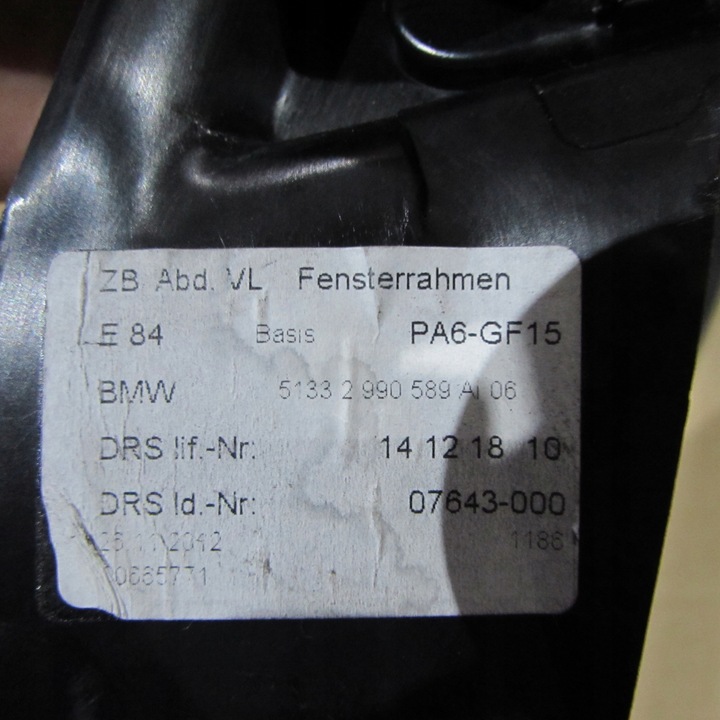 ZB Abd. VL Fensterrahmen
E 84 Basis PA6-GF15
BMW 5133 2 990 589 AI 06
DRS lif.-Nr: 14 12 18 10
DRS Id.-Nr: 07643-000
1186